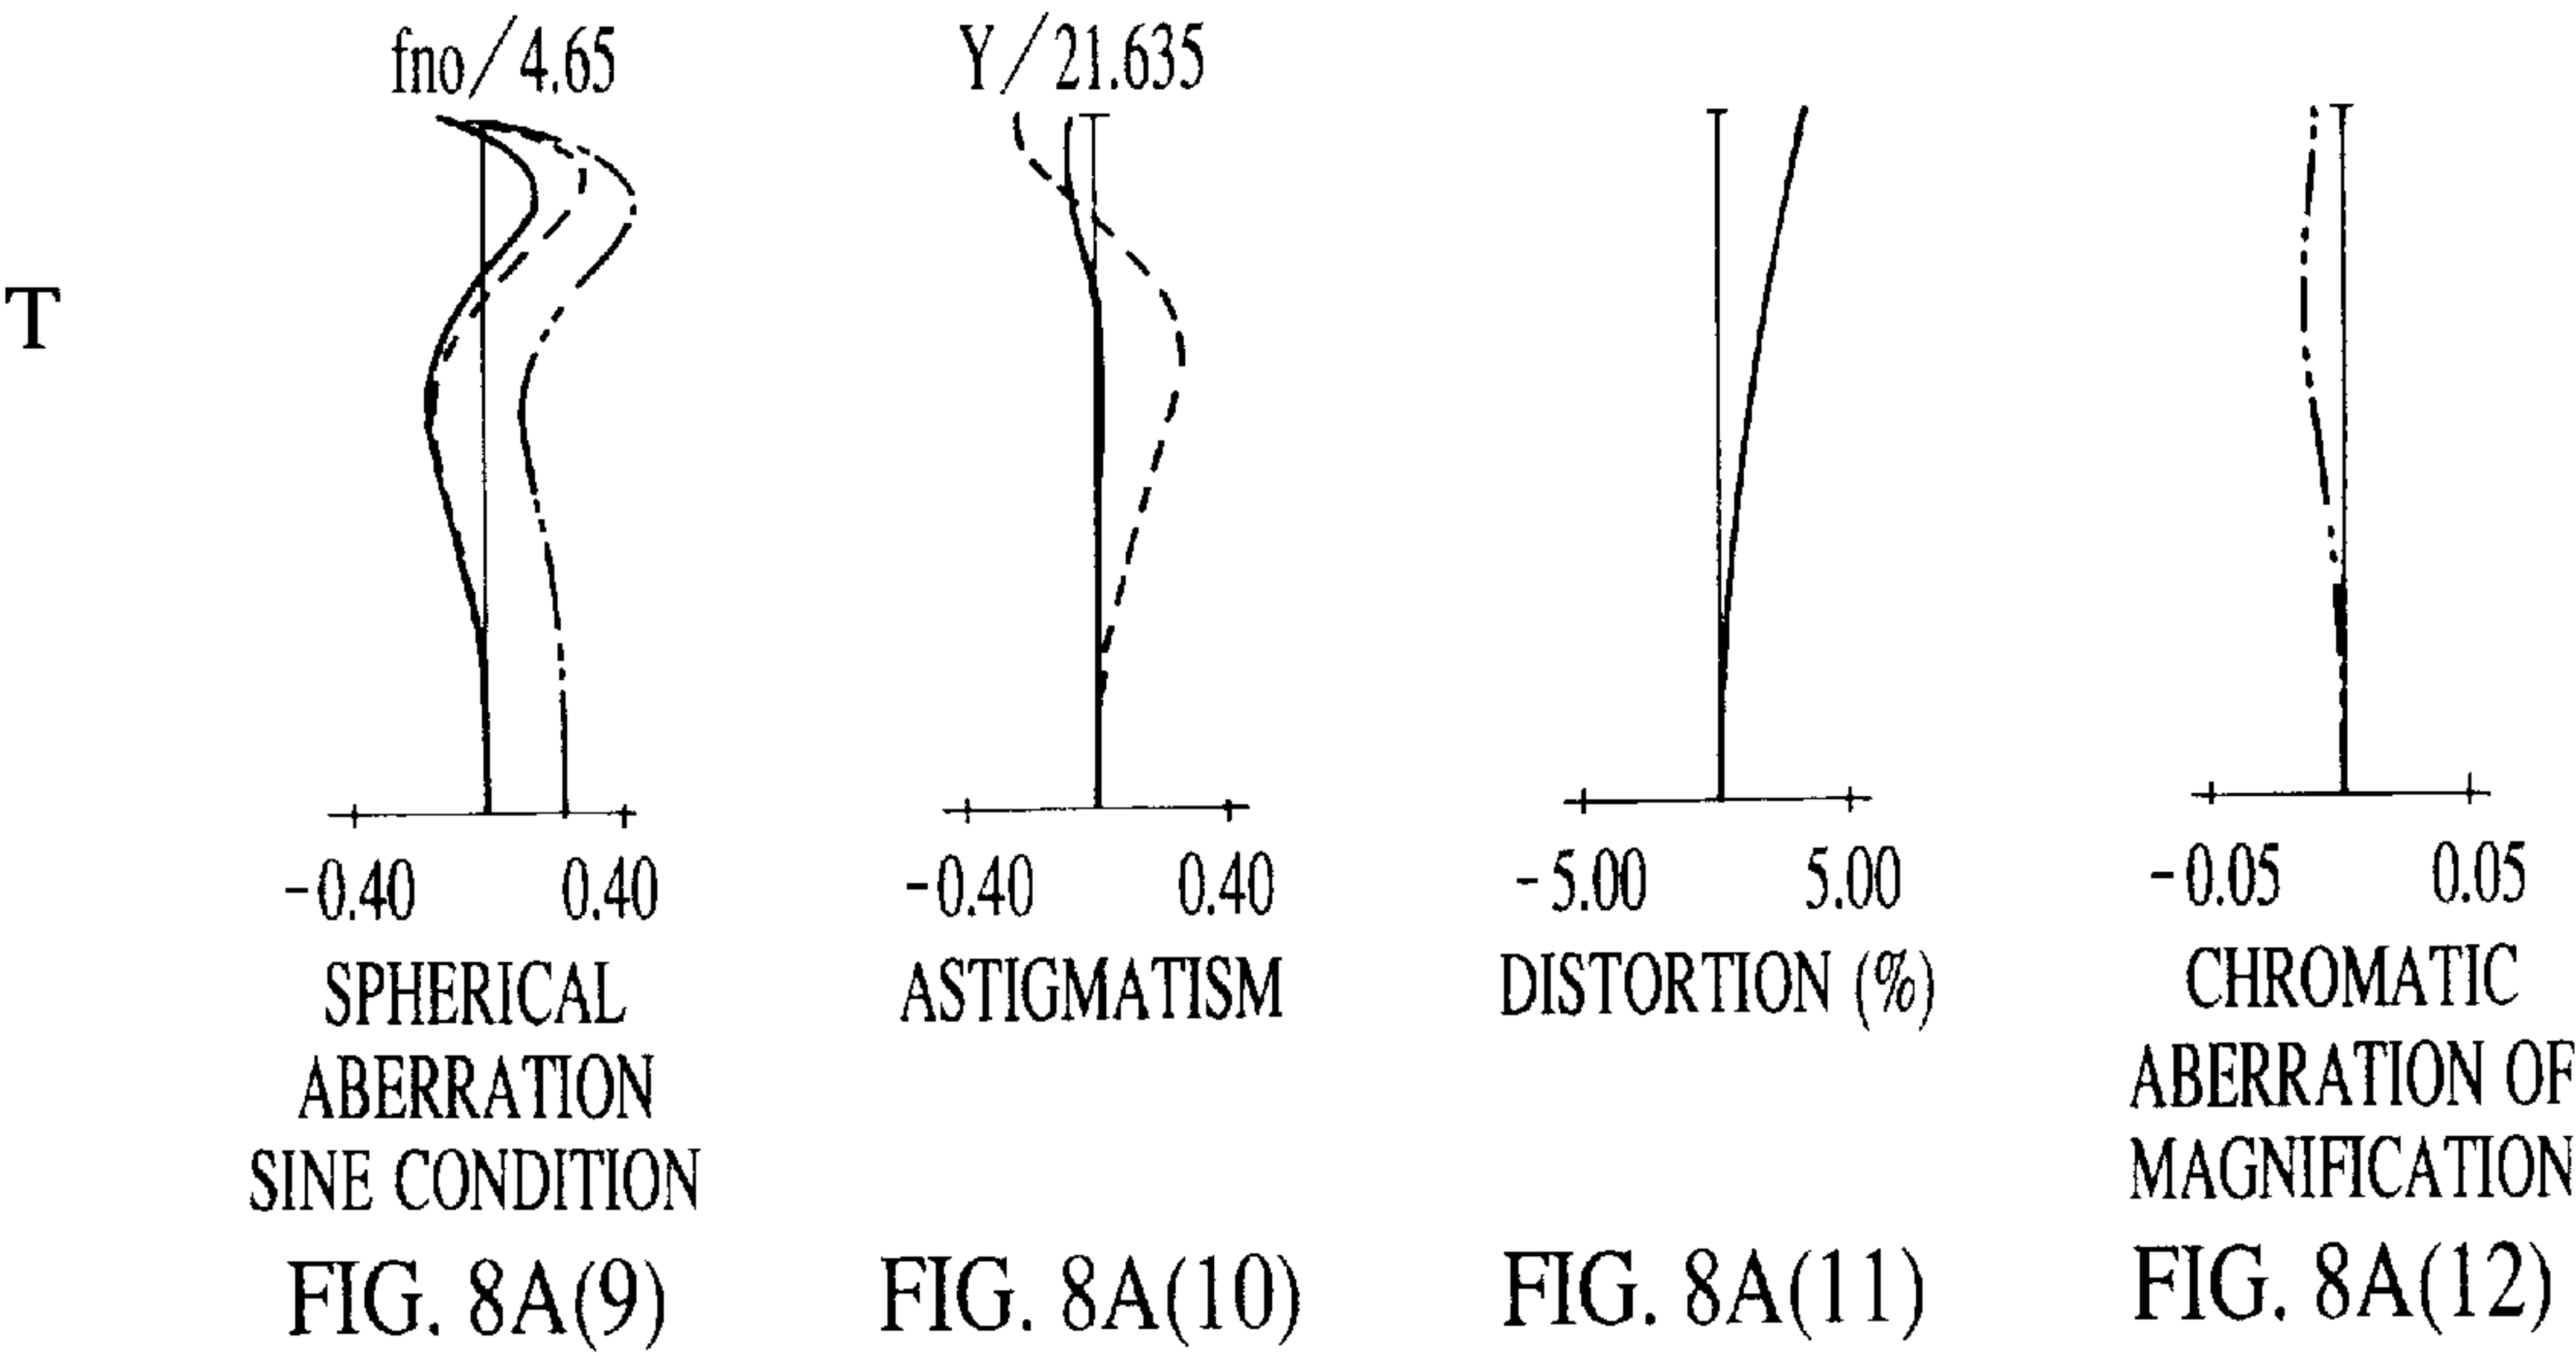 fno/4.65
Y/21.635
T
-0.40
0.40
-0.40
0.40
-5.00
5.00
-0.05
0.05
SPHERICAL
ABERRATION
SINE CONDITION
ASTIGMATISM
DISTORTION (%)
CHROMATIC
ABERRATION OF
MAGNIFICATION
FIG. 8A(9)
FIG. 8A(10)
FIG. 8A(11)
FIG. 8A(12)